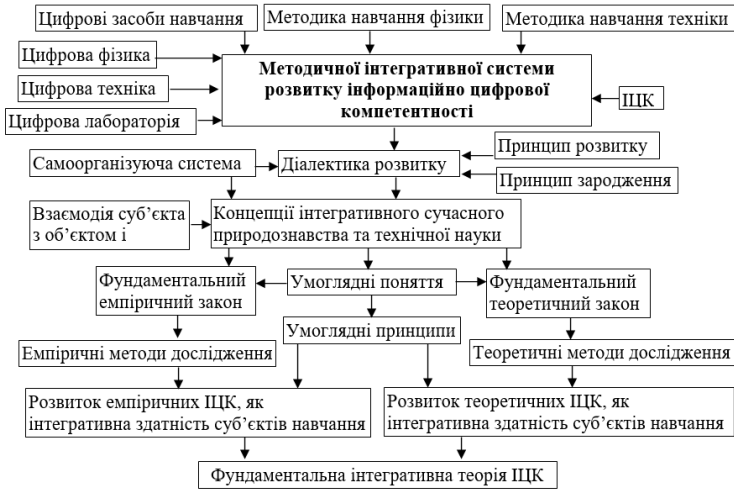 Цифрові засоби навчання
Методика навчання фізики
Методика навчання техніки
Цифрова фізика
Цифрова техніка
Цифрова лабораторія
Методичної інтегративної системи
розвитку інформаційно цифрової
компетентності
ІЦК
Самоорганізуюча система
Діалектика розвитку
Принцип розвитку
Принцип зародження
Взаємодія суб’єкта
з об’єктом і
Концепції інтегративного сучасного
природознавства та технічної науки
Фундаментальний
емпіричний закон
Умоглядні поняття
Фундаментальний
теоретичний закон
Умоглядні принципи
Емпіричні методи дослідження
Теоретичні методи дослідження
Розвиток емпіричних ІЦК, як
інтегративна здатність суб’єктів навчання
Розвиток теоретичних ІЦК, як
інтегративна здатність суб’єктів навчання
Фундаментальна інтегративна теорія ІЦК